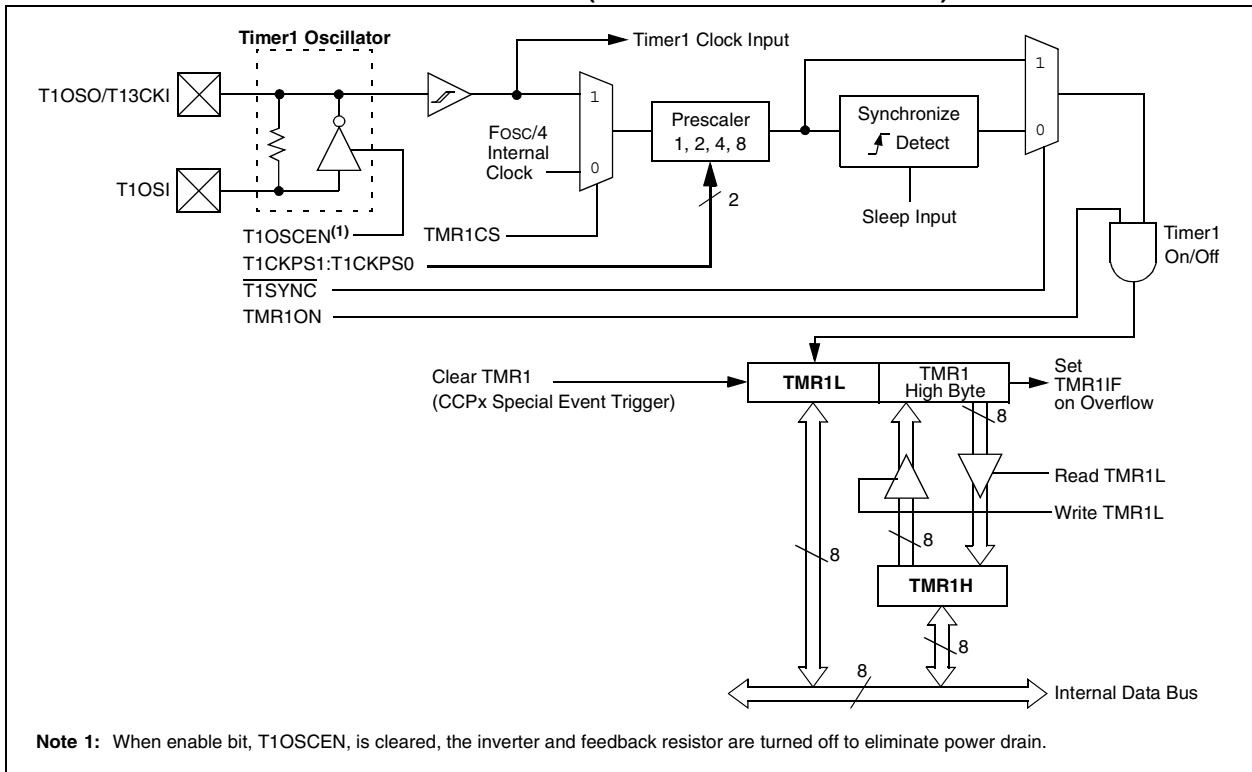 Timer1 Oscillator
Timer1 Clock Input
T1OSO/T13CKI
T1OSI
FOSC/4
Internal
Clock
1
0
Prescaler
1, 2, 4, 8
2
Synchronize
Detect
Sleep Input
1
0
T1OSCEN(1)
TMR1CS
T1CKPS1:T1CKPS0
T1SYNC
TMR1ON
Timer1
On/Off
Clear TMR1
(CCPx Special Event Trigger)
TMR1L
TMR1
High Byte
Set
TMR1IF
on Overflow
8
Read TMR1L
Write TMR1L
8
8
TMR1H
8
8
Internal Data Bus
Note 1: When enable bit, T1OSCEN, is cleared, the inverter and feedback resistor are turned off to eliminate power drain.